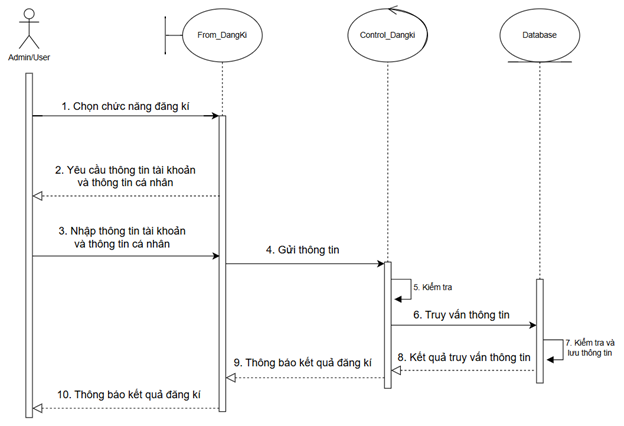 Admin/User
From_DangKi
Control_Dangki
Database
1. Chọn chức năng đăng kí
2. Yêu cầu thông tin tài khoản
và thông tin cá nhân
3. Nhập thông tin tài khoản
và thông tin cá nhân
4. Gửi thông tin
5. Kiểm tra
6. Truy vấn thông tin
7. Kiểm tra và
lưu thông tin
8. Kết quả truy vấn thông tin
9. Thông báo kết quả đăng kí
10. Thông báo kết quả đăng kí